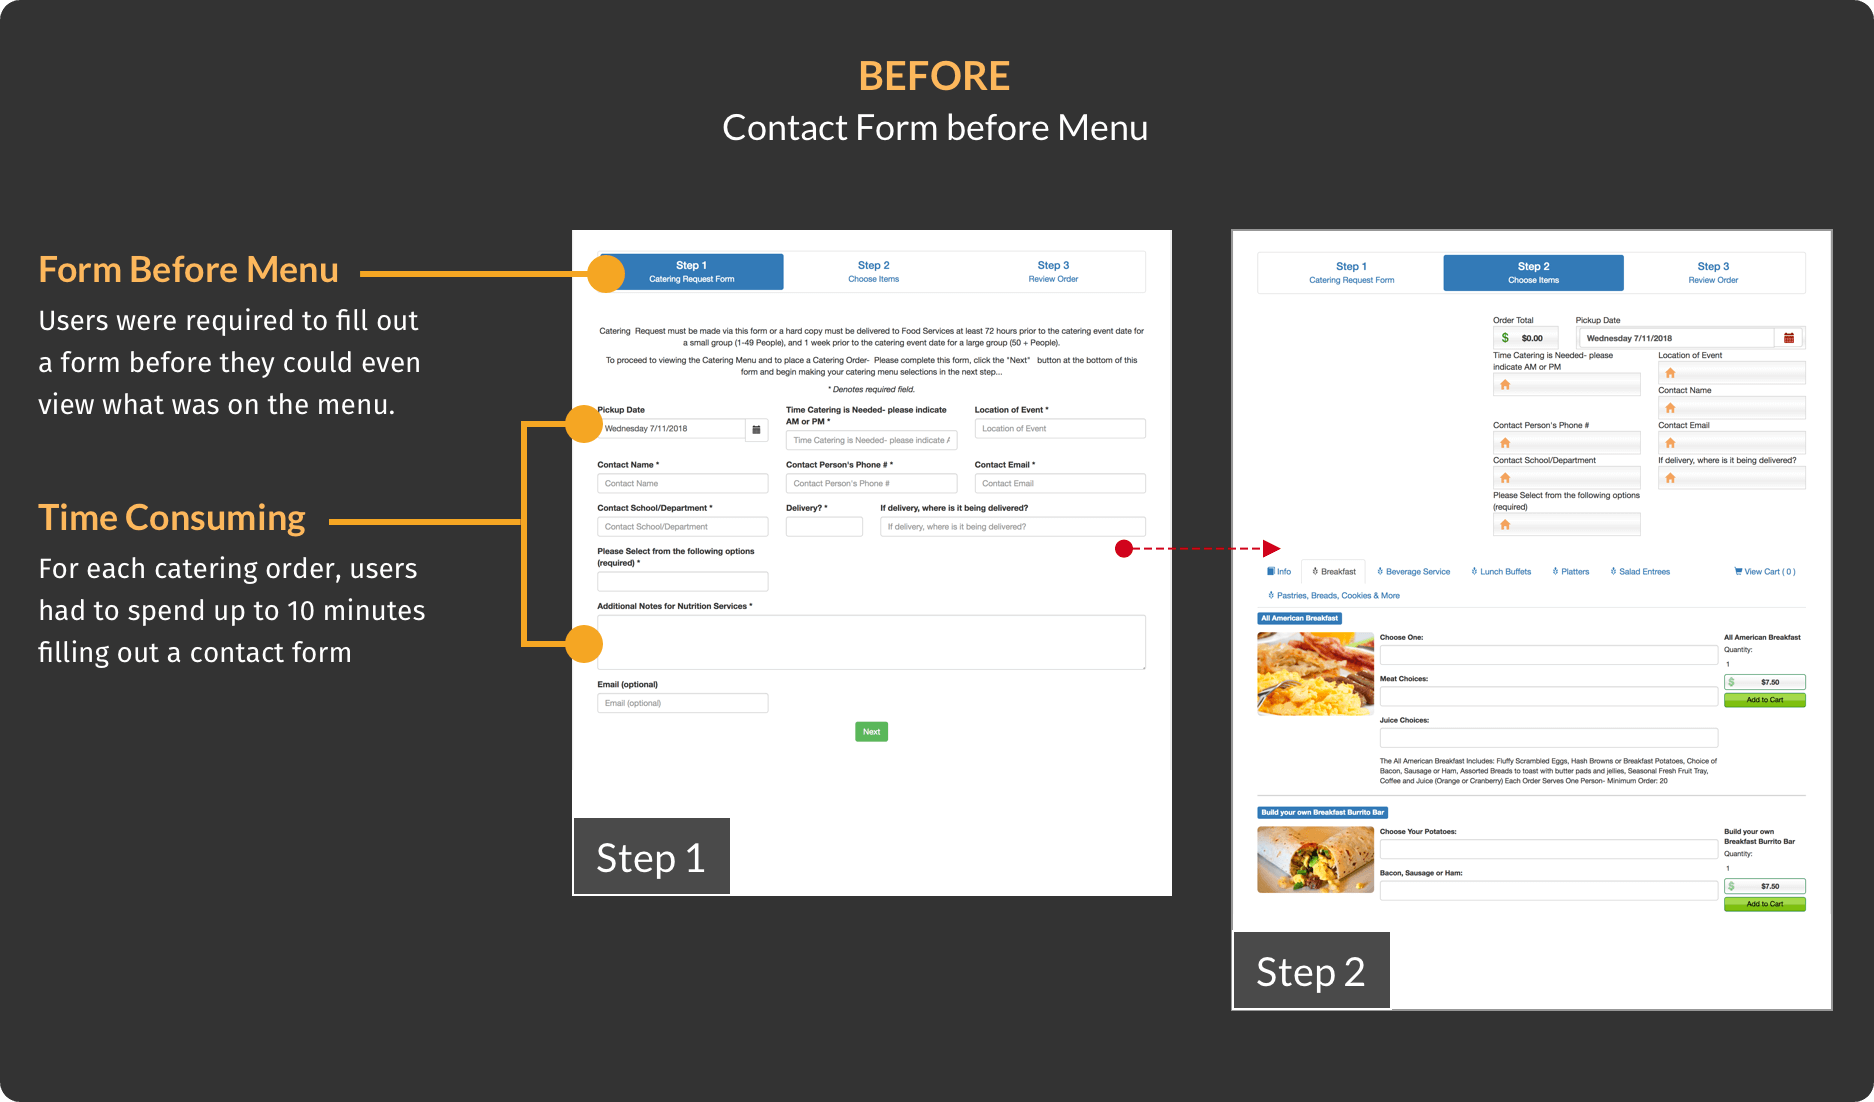 BEFORE
Contact Form before Menu
Form Before Menu
Users were required to fill out
a form before they could even
view what was on the menu.
Time Consuming
For each catering order, users
had to spend up to 10 minutes
filling out a contact form
Step 1
Catering Request Form
Step 2
Choose Items
Step 3
Review Order
Catering Request must be made via this form or a hard copy must be delivered to Food Services at least 72 hours prior to the catering event date for
a small group (1-49 People), and 1 week prior to the catering event date for a large group (50 + People).
To proceed to viewing the Catering Menu and to place a Catering Order- Please complete this form, click the "Next" button at the bottom of this
form and begin making your catering menu selections in the next step...
* Denotes required field.
Pickup Date
Wednesday 7/11/2018
Time Catering is Needed- please indicate
AM or PM *
Time Catering is Needed- please indicate A
Location of Event *
Location of Event
Contact Name *
Contact Name
Contact Person's Phone # *
Contact Person's Phone #
Contact Email *
Contact Email
Contact School/Department *
Contact School/Department
Delivery? *
If delivery, where is it being delivered?
If delivery, where is it being delivered?
Please Select from the following options
(required) *
Additional Notes for Nutrition Services *
Email (optional)
Email (optional)
Next
Step 1
Step 1
Catering Request Form
Step 2
Choose Items
Step 3
Review Order
Order Total
$ $0.00
Pickup Date
Wednesday 7/11/2018
Time Catering is Needed- please
indicate AM or PM
Location of Event
Contact Name
Contact Person's Phone #
Contact Email
Contact School/Department
If delivery, where is it being delivered?
Please Select from the following options
(required)
Info
Breakfast
Beverage Service
Lunch Buffets
Platters
Salad Entrees
View Cart ( 0 )
Pastries, Breads, Cookies & More
All American Breakfast
Choose One:
Meat Choices:
Juice Choices:
The All American Breakfast Includes: Fluffy Scrambled Eggs, Hash Browns or Breakfast Potatoes, Choice of
Bacon, Sausage or Ham, Assorted Breads to toast with butter pads and jellies, Seasonal Fresh Fruit Tray,
Coffee and Juice (Orange or Cranberry) Each Order Serves One Person- Minimum Order: 20
All American Breakfast
Quantity:
1
$ $7.50
Add to Cart
Build your own Breakfast Burrito Bar
Choose Your Potatoes:
Bacon, Sausage or Ham:
Build your own
Breakfast Burrito Bar
Quantity:
1
$ $7.50
Add to Cart
Step 2